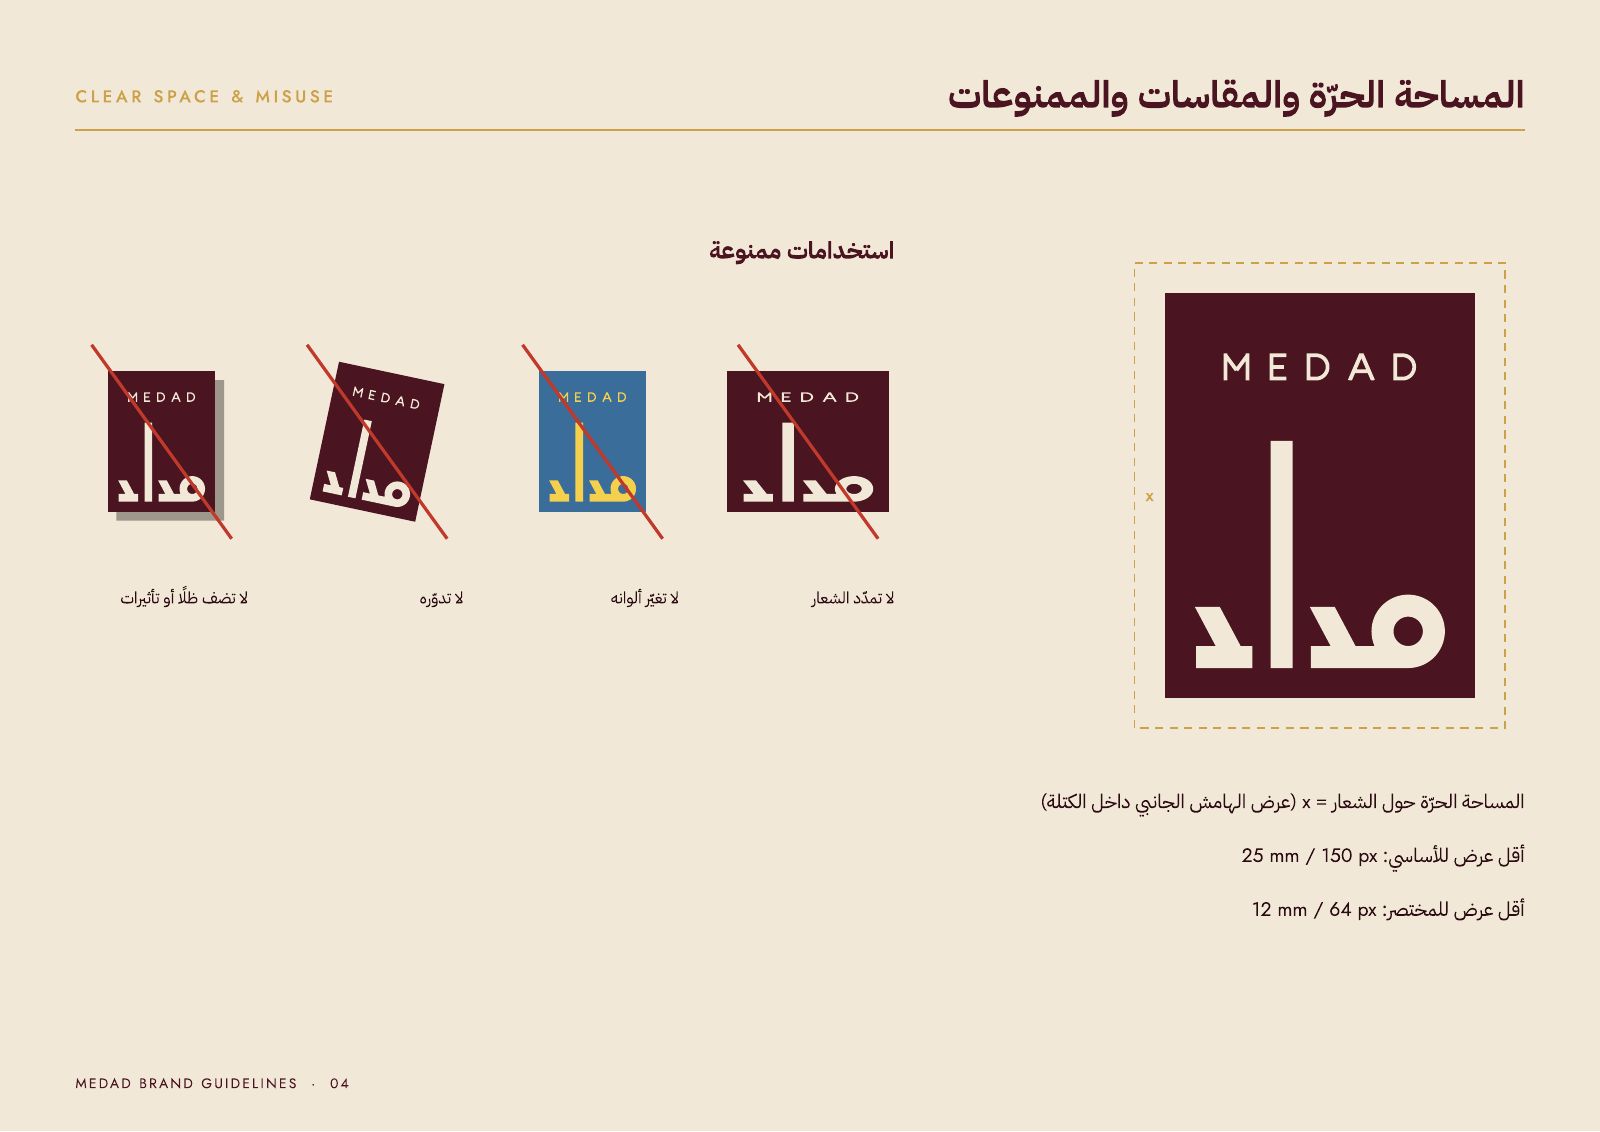 المساحة الحرّة والمقاسات والممنوعات
CLEAR SPACE & MISUSE
MEDAD
مداد
x
المساحة الحرّة حول الشعار = x (عرض الهامش الجانبي داخل الكتلة)
أقل عرض للأساسي: 25 mm / 150 px
أقل عرض للمختصر: 12 mm / 64 px
استخدامات ممنوعة
MEDAD
مداد
لا تمدّد الشعار
MEDAD
مداد
لا تغيّر ألوانه
MEDAD
مداد
لا تدوّره
MEDAD
مداد
لا تضف ظلًا أو تأثيرات
MEDAD BRAND GUIDELINES · 04